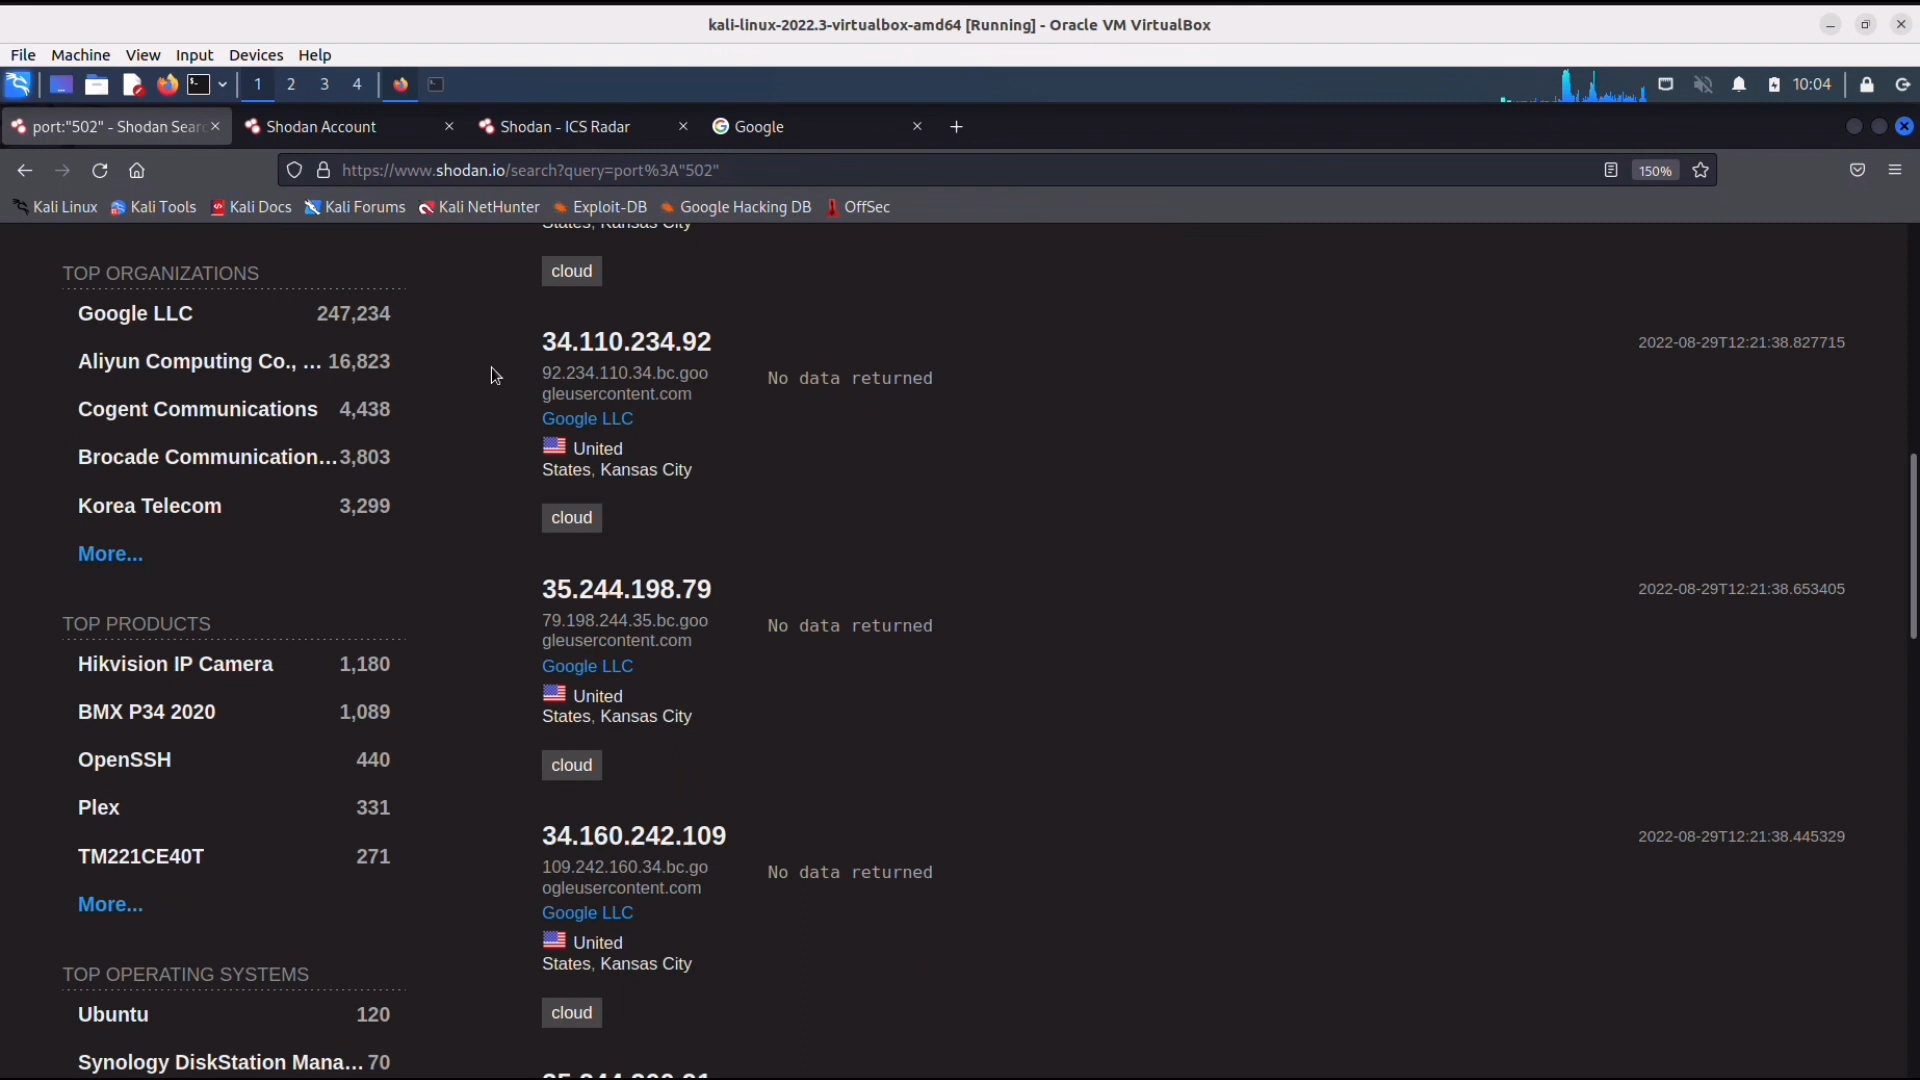 kali-linux-2022.3-virtualbox-amd64 [Running] - Oracle VM VirtualBox
File Machine View Input Devices Help
1 2 3 4
10:04
port:"502" - Shodan Sear
Shodan Account
Shodan - ICS Radar
Google
https://www.shodan.io/search?query=port%3A"502"
150%
Kali Linux Kali Tools Kali Docs Kali Forums Kali NetHunter Exploit-DB Google Hacking DB OffSec
TOP ORGANIZATIONS
Google LLC 247,234
Aliyun Computing Co., ... 16,823
Cogent Communications 4,438
Brocade Communication... 3,803
Korea Telecom 3,299
More...
TOP PRODUCTS
Hikvision IP Camera 1,180
BMX P34 2020 1,089
OpenSSH 440
Plex 331
TM221CE40T 271
More...
TOP OPERATING SYSTEMS
Ubuntu 120
Synology DiskStation Mana... 70
States, Kansas City
cloud
34.110.234.92
2022-08-29T12:21:38.827715
92.234.110.34.bc.goo
gleusercontent.com
No data returned
Google LLC
United
States, Kansas City
cloud
35.244.198.79
2022-08-29T12:21:38.653405
79.198.244.35.bc.goo
gleusercontent.com
No data returned
Google LLC
United
States, Kansas City
cloud
34.160.242.109
2022-08-29T12:21:38.445329
109.242.160.34.bc.go
ogleusercontent.com
No data returned
Google LLC
United
States, Kansas City
cloud